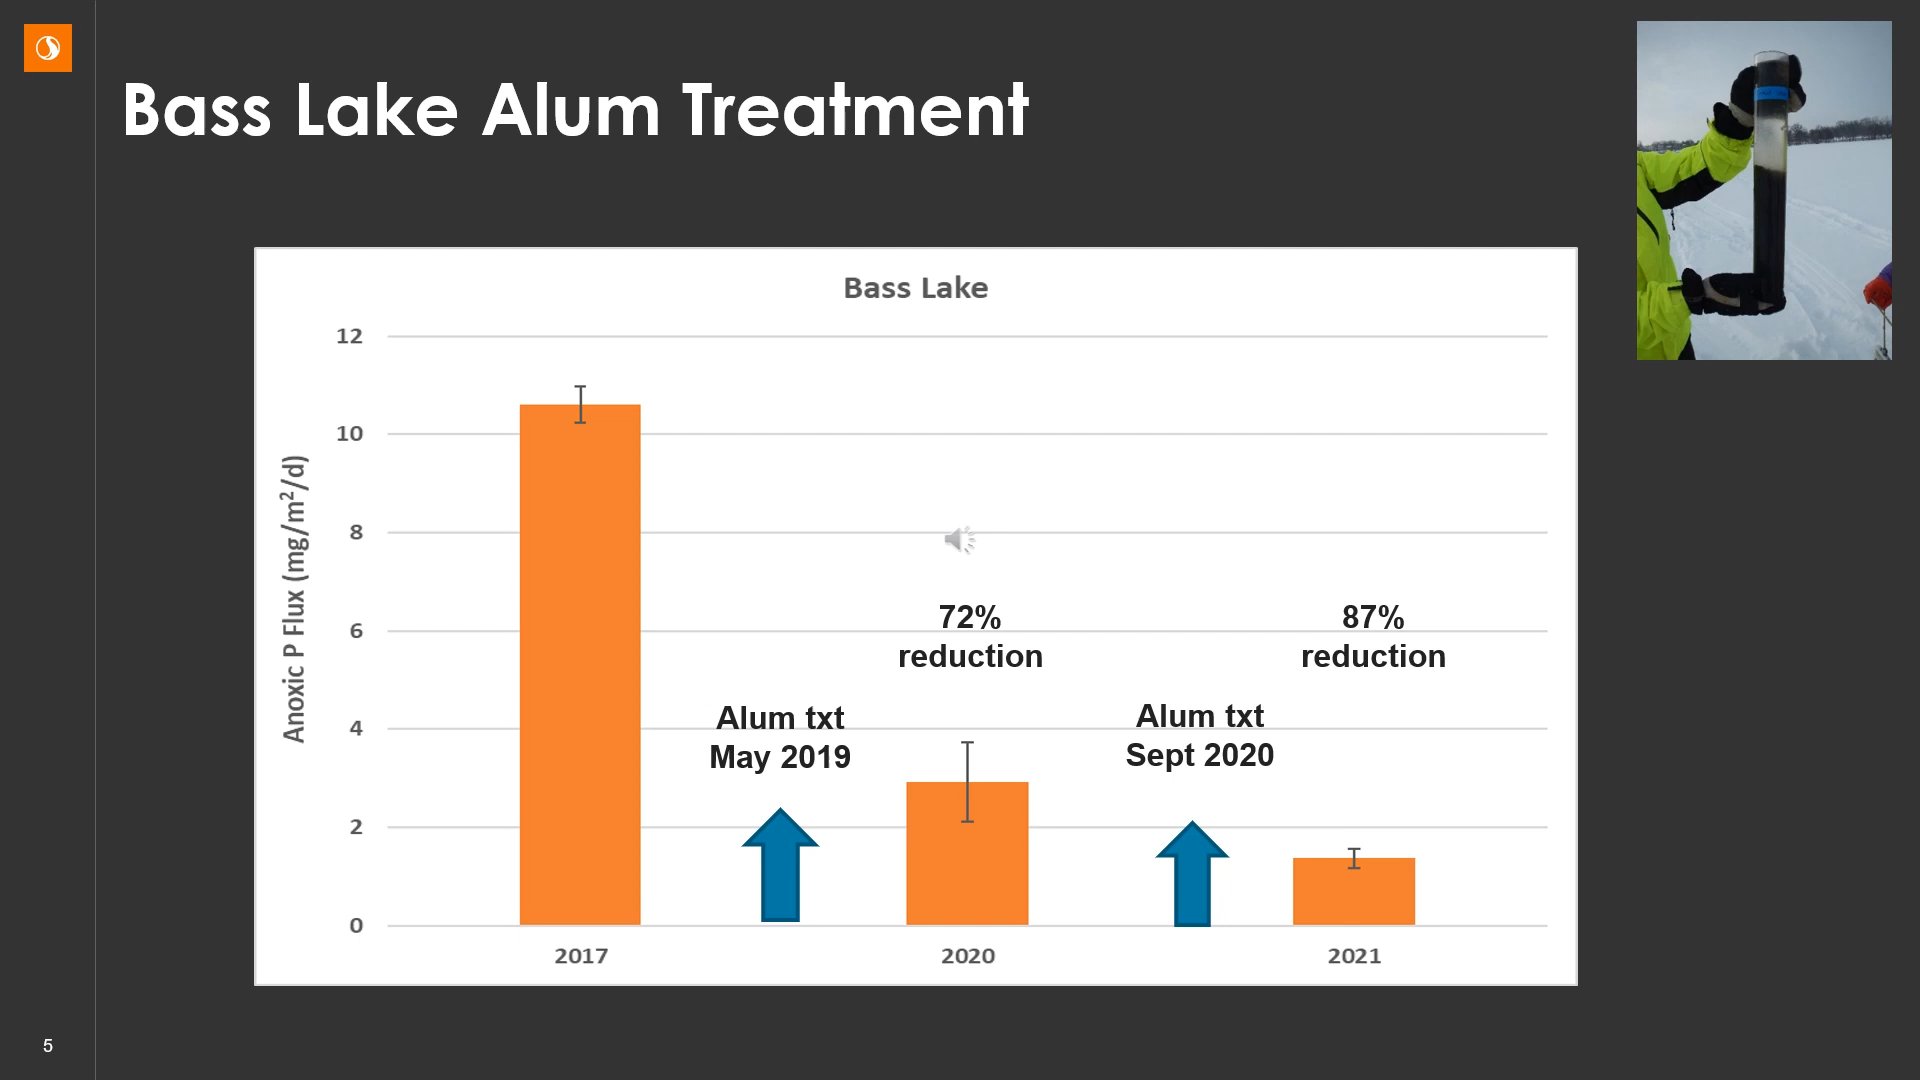 Bass Lake Alum Treatment
Bass Lake
12
10
8
6
4
2
0
Anoxic P Flux (mg/m²/d)
72%
reduction
87%
reduction
Alum txt
May 2019
Alum txt
Sept 2020
2017
2020
2021
5